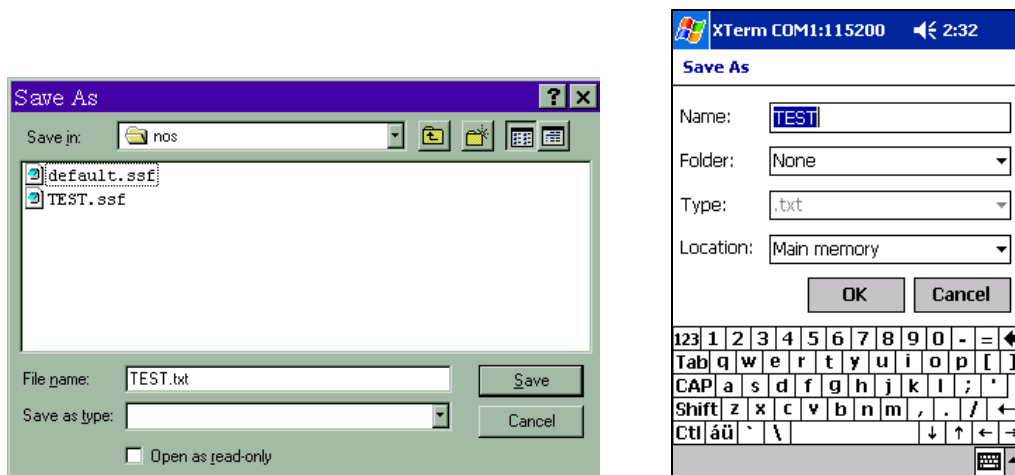 Save As
Save in: nos
default.ssf
TEST.ssf
File name: TEST.txt Save
Save as type: Cancel
Open as read-only
XTerm COM1:115200 2:32
Save As
Name: TEST
Folder: None
Type: .txt
Location: Main memory
OK Cancel
123 1 2 3 4 5 6 7 8 9 0 - =
Tab q w e r t y u i o p [ ]
CAP a s d f g h j k l ; '
Shift z x c v b n m , . / ←
Ctl áü ` \ ↓ ↑ ← →